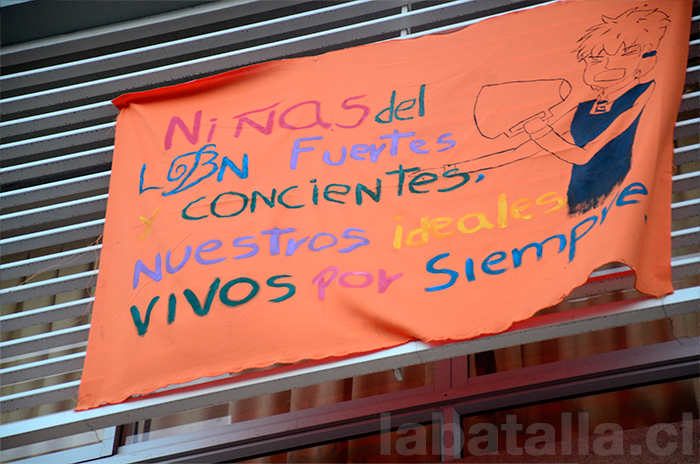 Niñas del
LBN Fuertes
y concientes,
Nuestros ideales
vivos por siempre.
labatalla.cl